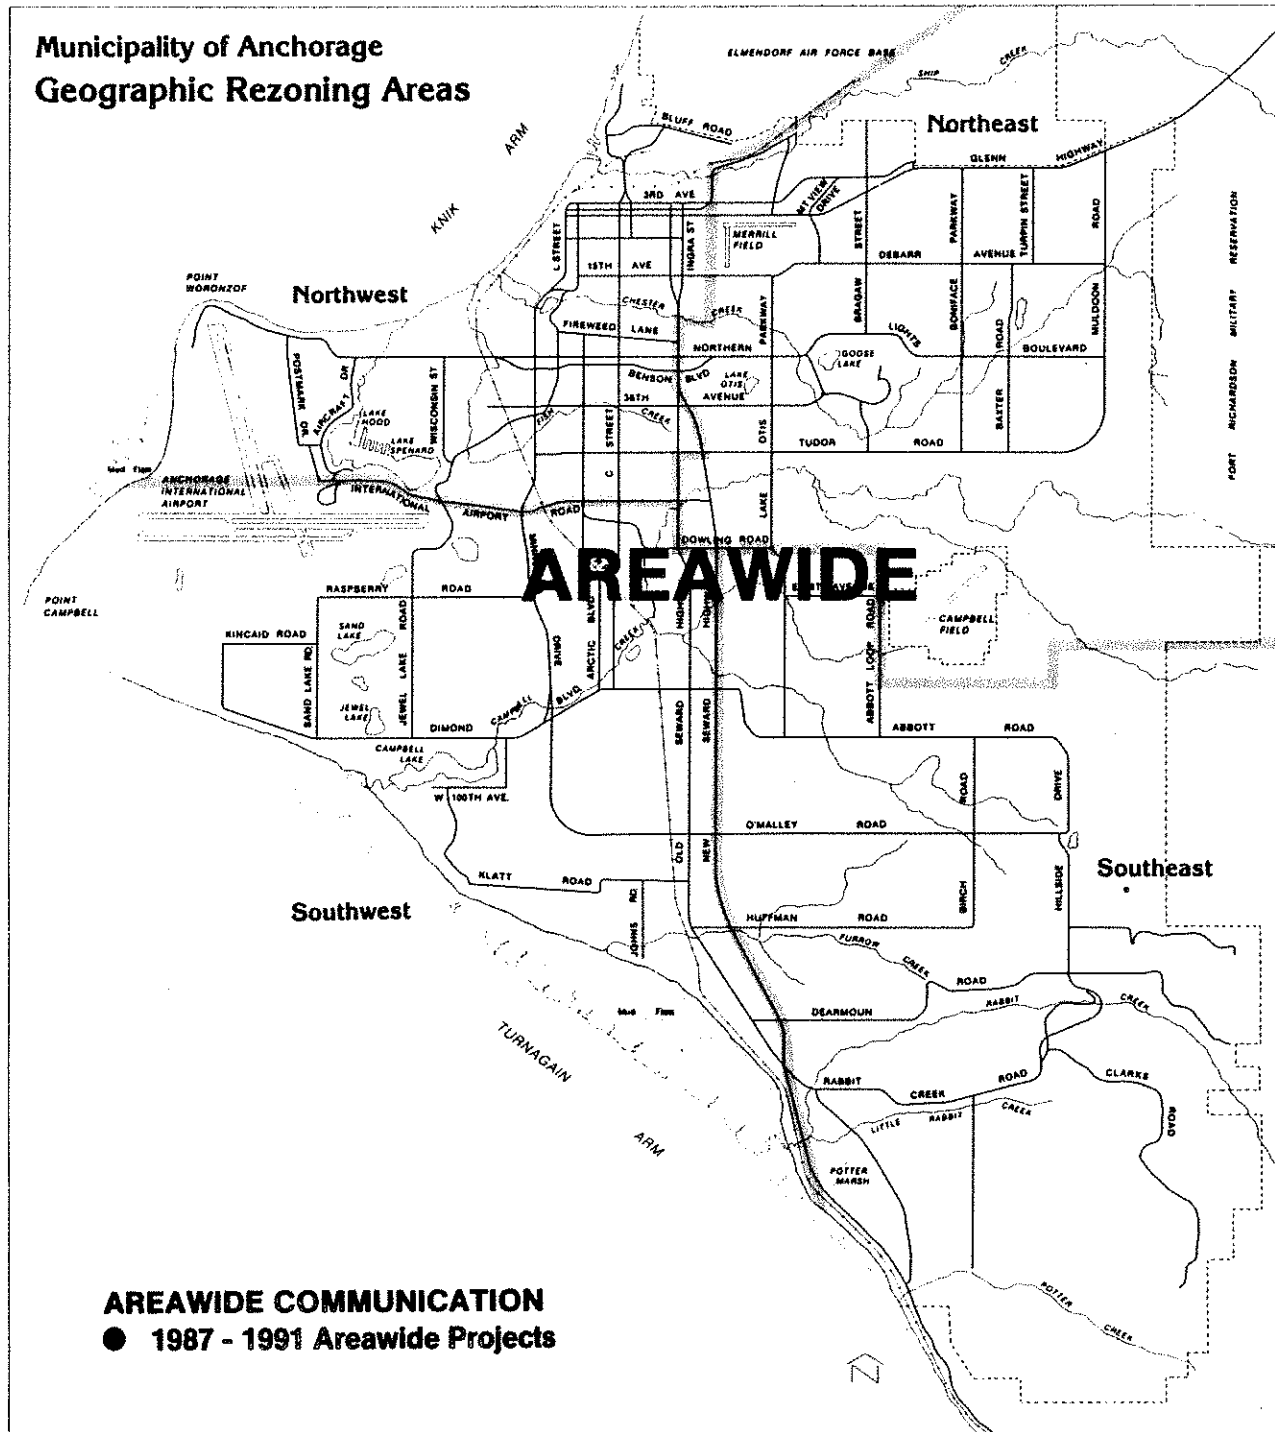 Municipality of Anchorage
Geographic Rezoning Areas
ELMENDORF AIR FORCE BASE
SHIP
CREEK
Northeast
BLUFF ROAD
GLENN
HIGHWAY
KNIK
ARM
3RD AVE
MT VIEW
DRIVE
L STREET
INGRA ST
MERRILL
FIELD
BRAGAW
STREET
BONIFACE
PARKWAY
TURPIN STREET
MULDOON
ROAD
DEBARR
AVENUE
15TH AVE
FORT RICHARDSON MILITARY RESERVATION
POINT
WORONZOF
Northwest
CHESTER
CREEK
FIREWEED LANE
PARKWAY
NORTHERN
LIGHTS
BOULEVARD
GOOSE
LAKE
BENSON BLVD
LAKE
OTIS
36TH
AVENUE
BAXTER
ROAD
POSTMARK DR.
AIRCRAFT DR
WISCONSIN ST
LAKE
HOOD
LAKE
SPENARD
FISH
CREEK
C STREET
LAKE OTIS
TUDOR
ROAD
ANCHORAGE
INTERNATIONAL
AIRPORT
INTERNATIONAL
AIRPORT
ROAD
DOWLING ROAD
AREAWIDE
POINT
CAMPBELL
RASPBERRY
ROAD
CAMPBELL
FIELD
KINCAID ROAD
SAND
LAKE
SAND LAKE RD.
JEWEL LAKE ROAD
JEWEL
LAKE
DRIVE
ARCTIC BLVD
CREEK
ABBOTT LOOP ROAD
DIMOND
BLVD.
CAMPBELL
CAMPBELL
LAKE
OLD SEWARD
NEW SEWARD
ABBOTT
ROAD
W 100TH AVE.
O'MALLEY
ROAD
BIRCH
ROAD
HILLSIDE
DRIVE
Southeast
KLATT
ROAD
JOHNS RD.
Southwest
HUFFMAN
ROAD
FURROW
CREEK
ROAD
RABBIT
CREEK
DEARMOUN
TURNAGAIN
ARM
RABBIT
CREEK
ROAD
CLARKS
ROAD
LITTLE RABBIT
CREEK
POTTER
MARSH
POTTER
CREEK
AREAWIDE COMMUNICATION
1987 - 1991 Areawide Projects